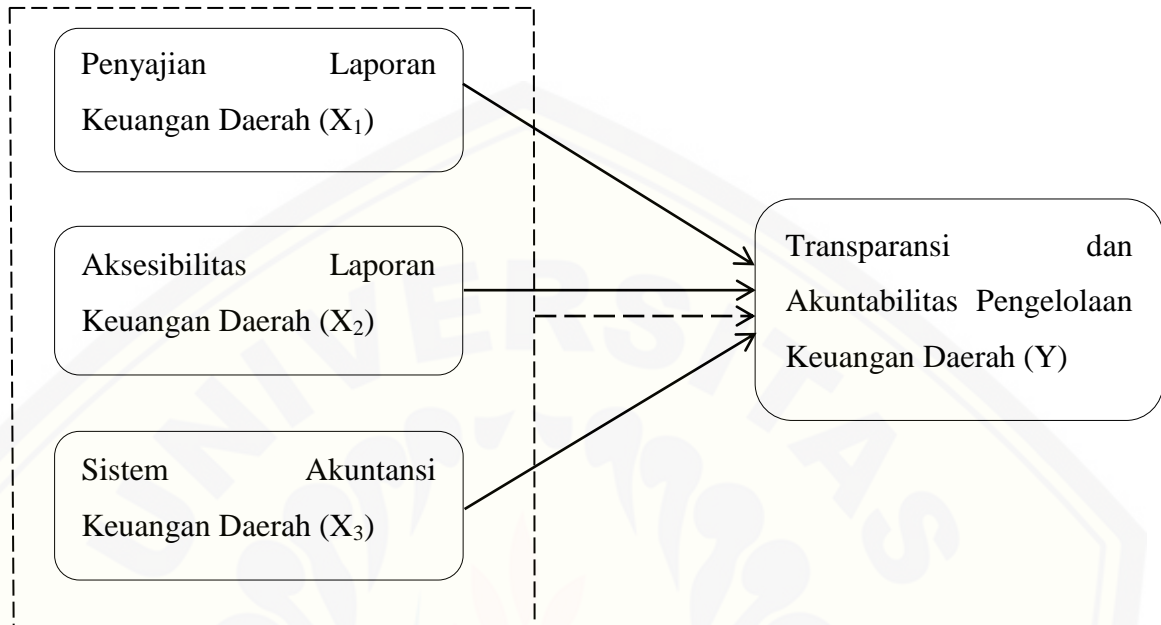 Penyajian Laporan
Keuangan Daerah (X₁)
Aksesibilitas Laporan
Keuangan Daerah (X₂)
Sistem Akuntansi
Keuangan Daerah (X₃)
Transparansi dan
Akuntabilitas Pengelolaan
Keuangan Daerah (Y)
UNIVERSITAS